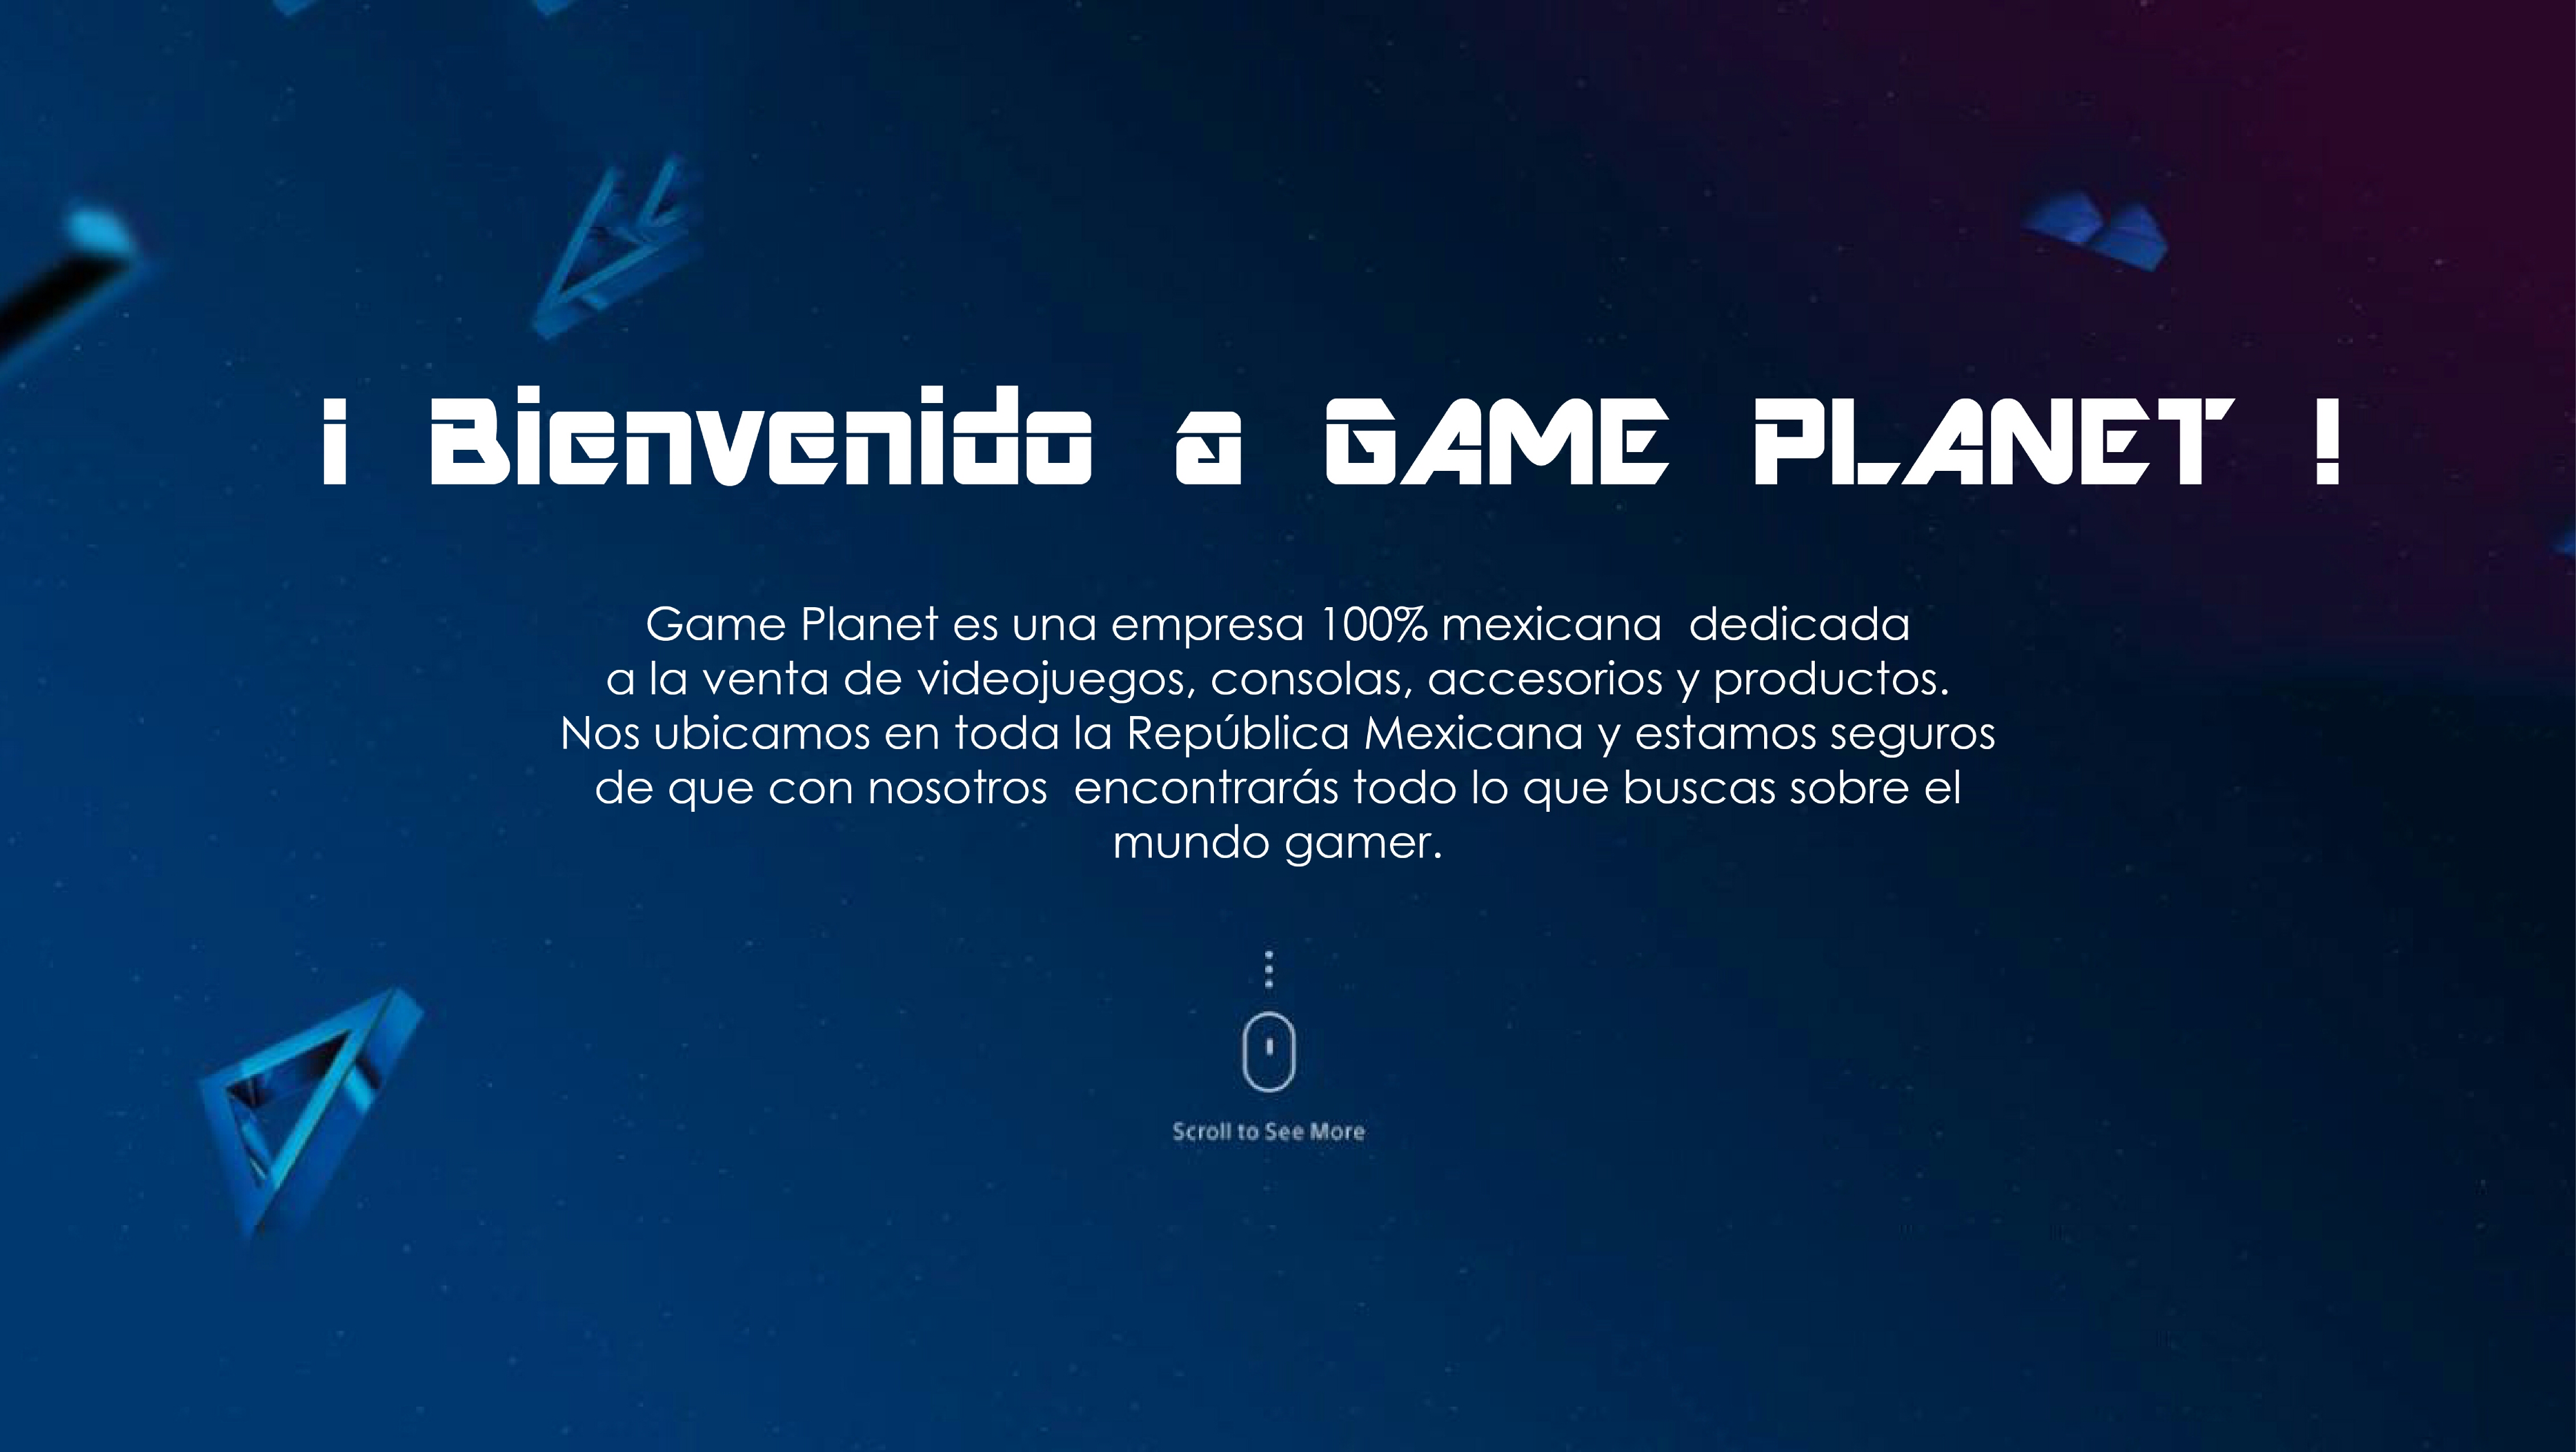 ¡ Bienvenido a GAME PLANET !
Game Planet es una empresa 100% mexicana dedicada
a la venta de videojuegos, consolas, accesorios y productos.
Nos ubicamos en toda la República Mexicana y estamos seguros
de que con nosotros encontrarás todo lo que buscas sobre el
mundo gamer.
Scroll to See More